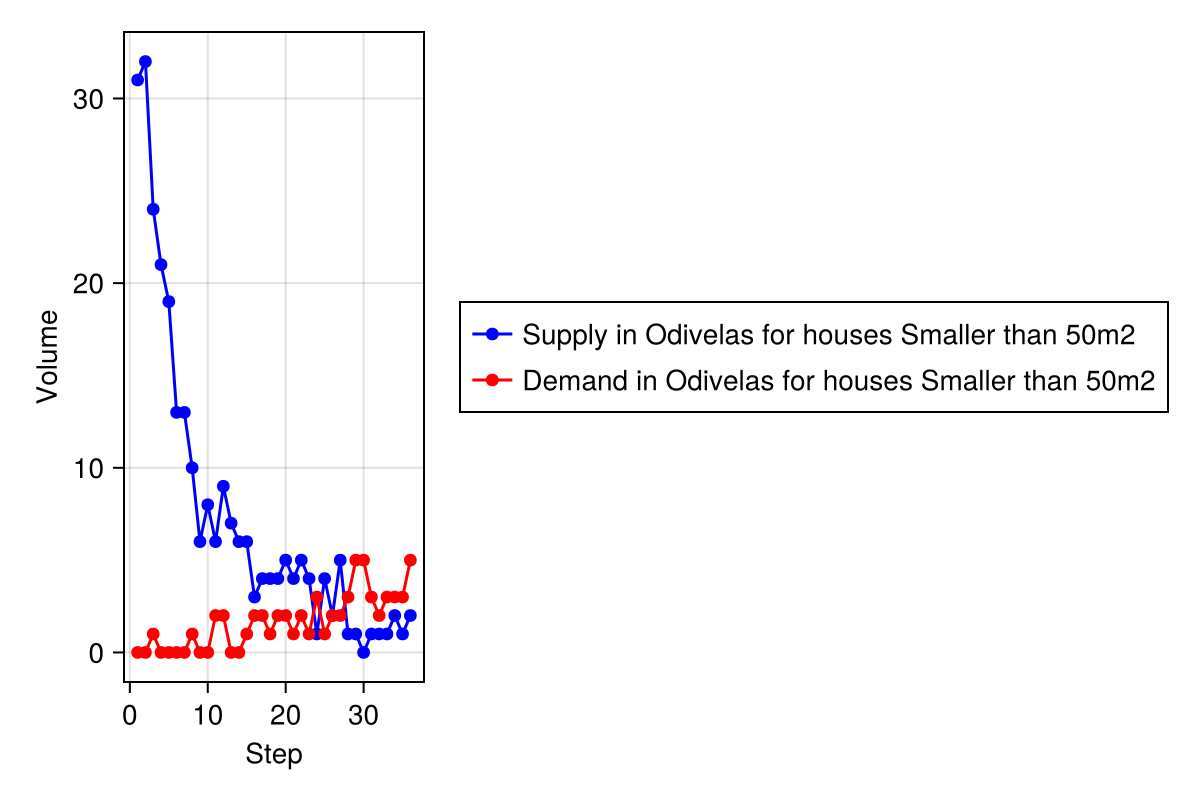 30
20
10
0
Volume
0 10 20 30
Step
Supply in Odivelas for houses Smaller than 50m2
Demand in Odivelas for houses Smaller than 50m2